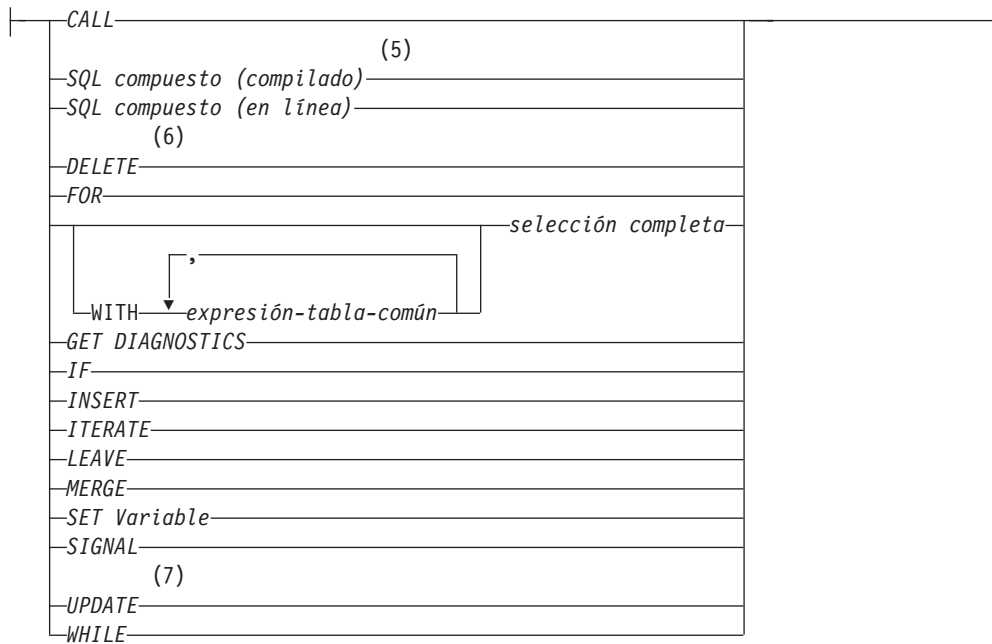 CALL
(5)
SQL compuesto (compilado)
SQL compuesto (en línea)
(6)
DELETE
FOR
selección completa
,
WITH expresión-tabla-común
GET DIAGNOSTICS
IF
INSERT
ITERATE
LEAVE
MERGE
SET Variable
SIGNAL
(7)
UPDATE
WHILE